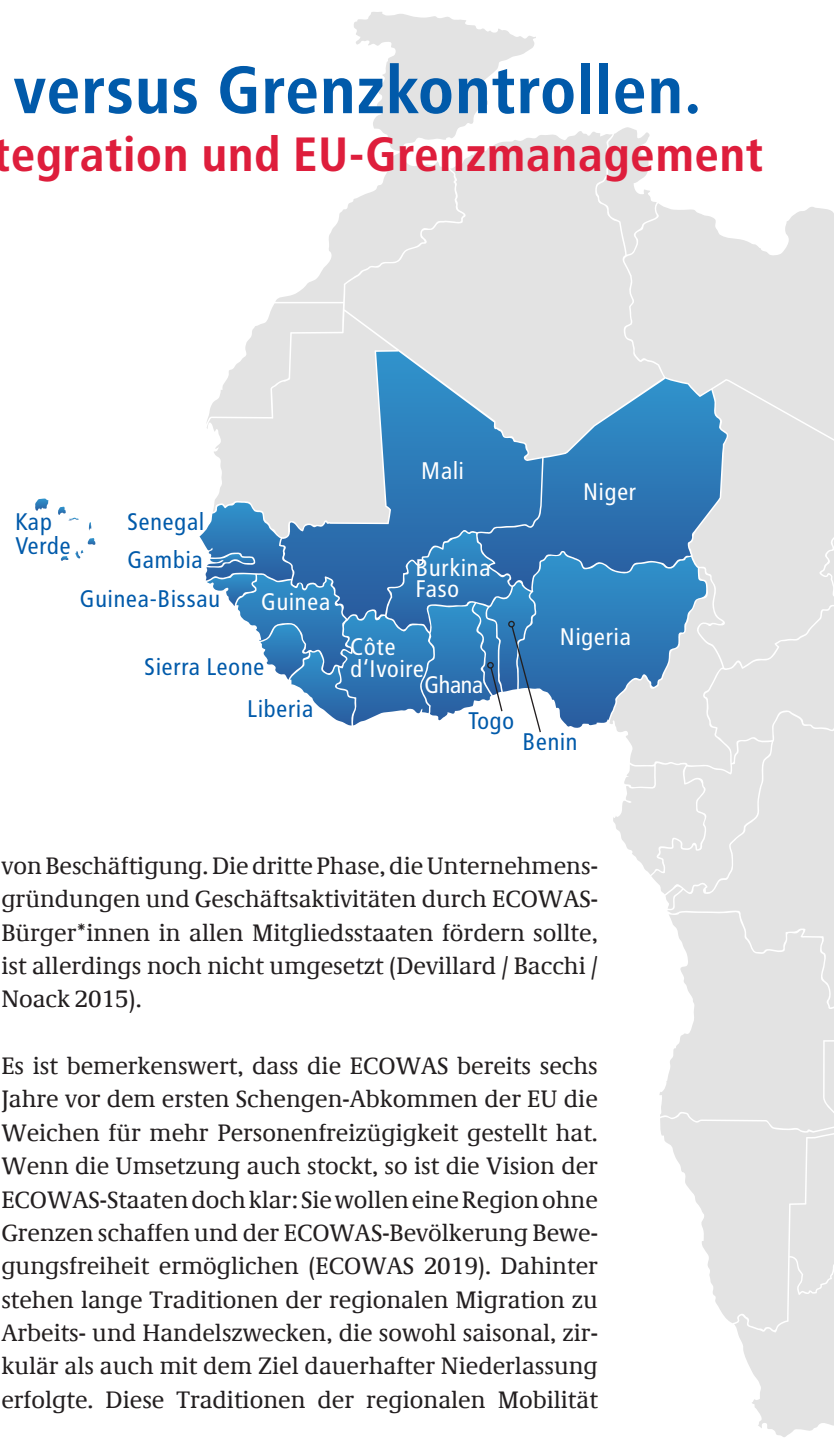 versus Grenzkontrollen.
tegration und EU-Grenzmanagement
Mali
Niger
Kap
Verde
Senegal
Gambia
Burkina
Faso
Guinea-Bissau
Guinea
Nigeria
Côte
d'Ivoire
Sierra Leone
Ghana
Liberia
Togo
Benin
von Beschäftigung. Die dritte Phase, die Unternehmens-
gründungen und Geschäftsaktivitäten durch ECOWAS-
Bürger*innen in allen Mitgliedsstaaten fördern sollte,
ist allerdings noch nicht umgesetzt (Devillard / Bacchi /
Noack 2015).
Es ist bemerkenswert, dass die ECOWAS bereits sechs
Jahre vor dem ersten Schengen-Abkommen der EU die
Weichen für mehr Personenfreizügigkeit gestellt hat.
Wenn die Umsetzung auch stockt, so ist die Vision der
ECOWAS-Staaten doch klar: Sie wollen eine Region ohne
Grenzen schaffen und der ECOWAS-Bevölkerung Bewe-
gungsfreiheit ermöglichen (ECOWAS 2019). Dahinter
stehen lange Traditionen der regionalen Migration zu
Arbeits- und Handelszwecken, die sowohl saisonal, zir-
kulär als auch mit dem Ziel dauerhafter Niederlassung
erfolgte. Diese Traditionen der regionalen Mobilität